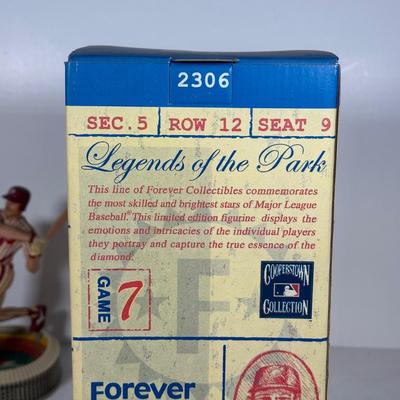 2306
SEC. 5 ROW 12 SEAT 9
Legends of the Park
This line of Forever Collectibles commemorates
the most skilled and brightest stars of Major League
Baseball.® This limited edition figurine displays the
emotions and intricacies of the individual players
they portray and capture the true essence of the
diamond.
GAME 7
COOPERSTOWN
COLLECTION
F
Forever